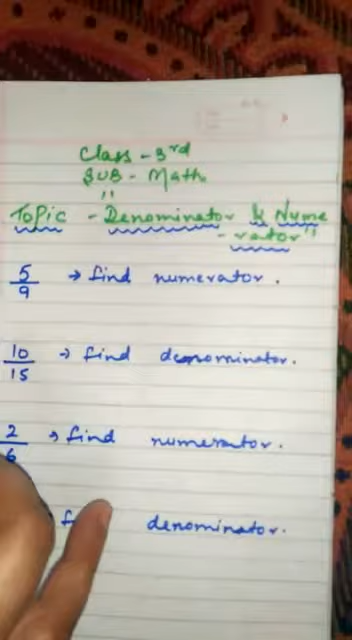 Class - 3rd
SUB - Math
"
Topic - Denominator & Nume
- rator"
5/9 → find numerator.
10/15 → find denominator.
2/6 → find numerator.
denominator.